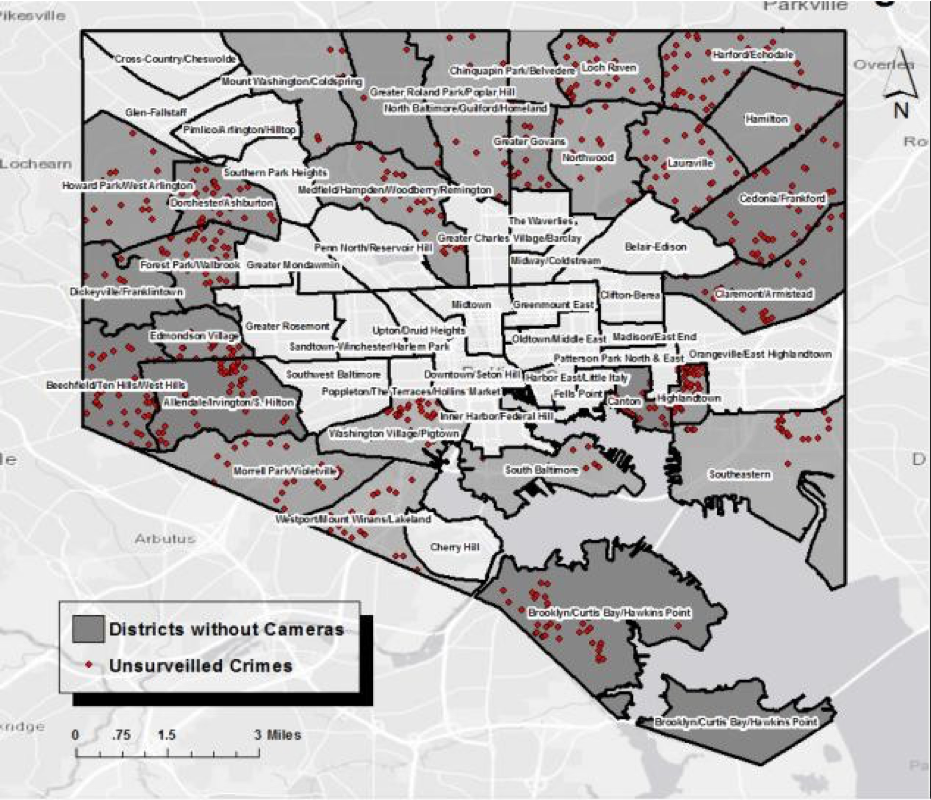 Pikesville
Parkville
Cross-Country/Cheswolde
Harford/Echodale
Overlea
Loch Raven
Chinquapin Park/Belvedere
Mount Washington/Coldspring
Greater Roland Park/Poplar Hill
North Baltimore/Guilford/Homeland
N
Glen-Fallstaff
Hamilton
Pimlico/Arlington/Hilltop
Greater Govans
Ro
Lochearn
Northwood
Lauraville
Southern Park Heights
Howard Park/West Arlington
Medfield/Hampden/Woodberry/Remington
Cedonia/Frankford
Dorchester/Ashburton
The Waverlies
Greater Charles Village/Barclay
Penn North/Reservoir Hill
Belair-Edison
Midway/Coldstream
Forest Park/Walbrook
Greater Mondawmin
Dickeyville/Franklintown
Clifton-Berea
Claremont/Armistead
Midtown
Greenmount East
Greater Rosemont
Upton/Druid Heights
Edmondson Village
Oldtown/Middle East
Madison/East End
Sandtown-Winchester/Harlem Park
Patterson Park North & East
Orangeville/East Highlandtown
Southwest Baltimore
Downtown/Seton Hill
Harbor East/Little Italy
Beechfield/Ten Hills/West Hills
Poppleton/The Terraces/Hollins Market
Fells Point
Highlandtown
Allendale/Irvington/S. Hilton
Canton
Inner Harbor/Federal Hill
Washington Village/Pigtown
le
D
Morrell Park/Violetville
South Baltimore
Southeastern
Westport/Mount Winans/Lakeland
Arbutus
Cherry Hill
Brooklyn/Curtis Bay/Hawkins Point
Districts without Cameras
Unsurveilled Crimes
Brooklyn/Curtis Bay/Hawkins Point
kridge
0 .75 1.5 3 Miles
Pa